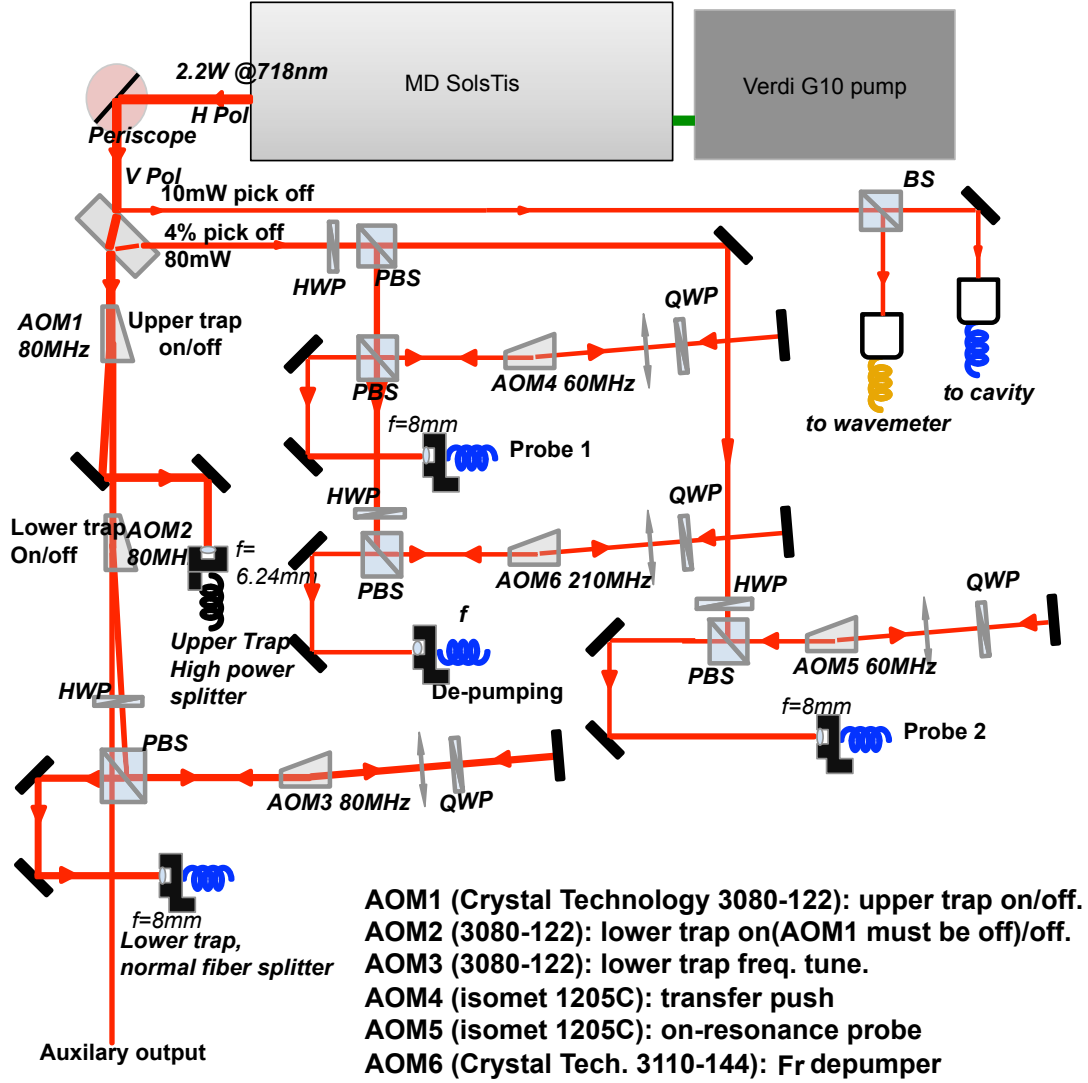 2.2W @718nm
MD SolsTis
Verdi G10 pump
H Pol
Periscope
V Pol
10mW pick off
BS
4% pick off
80mW
HWP
PBS
QWP
AOM1
80MHz
Upper trap
on/off
AOM4 60MHz
PBS
f=8mm
Probe 1
to wavemeter
to cavity
HWP
QWP
Lower trap
On/off
AOM2
80MH
f=
6.24mm
AOM6 210MHz
PBS
HWP
QWP
f
De-pumping
Upper Trap
High power
splitter
AOM5 60MHz
PBS
f=8mm
Probe 2
HWP
PBS
AOM3 80MHz
QWP
f=8mm
Lower trap,
normal fiber splitter
Auxilary output
AOM1 (Crystal Technology 3080-122): upper trap on/off.
AOM2 (3080-122): lower trap on(AOM1 must be off)/off.
AOM3 (3080-122): lower trap freq. tune.
AOM4 (isomet 1205C): transfer push
AOM5 (isomet 1205C): on-resonance probe
AOM6 (Crystal Tech. 3110-144): Fr depumper